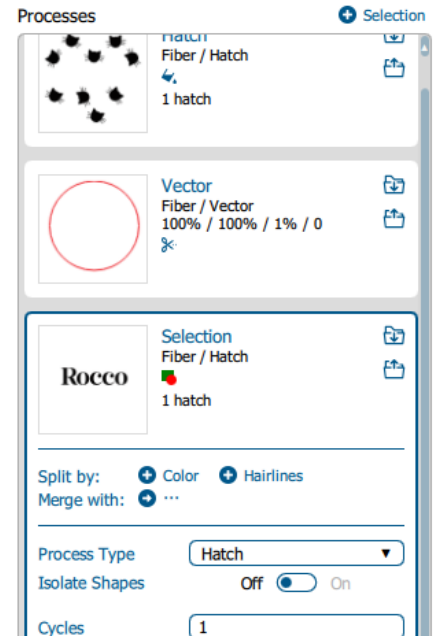 Processes
Selection
Hatch
Fiber / Hatch
1 hatch
Vector
Fiber / Vector
100% / 100% / 1% / 0
Rocco
Selection
Fiber / Hatch
1 hatch
Split by: Color Hairlines
Merge with: ...
Process Type Hatch
Isolate Shapes Off On
Cycles 1